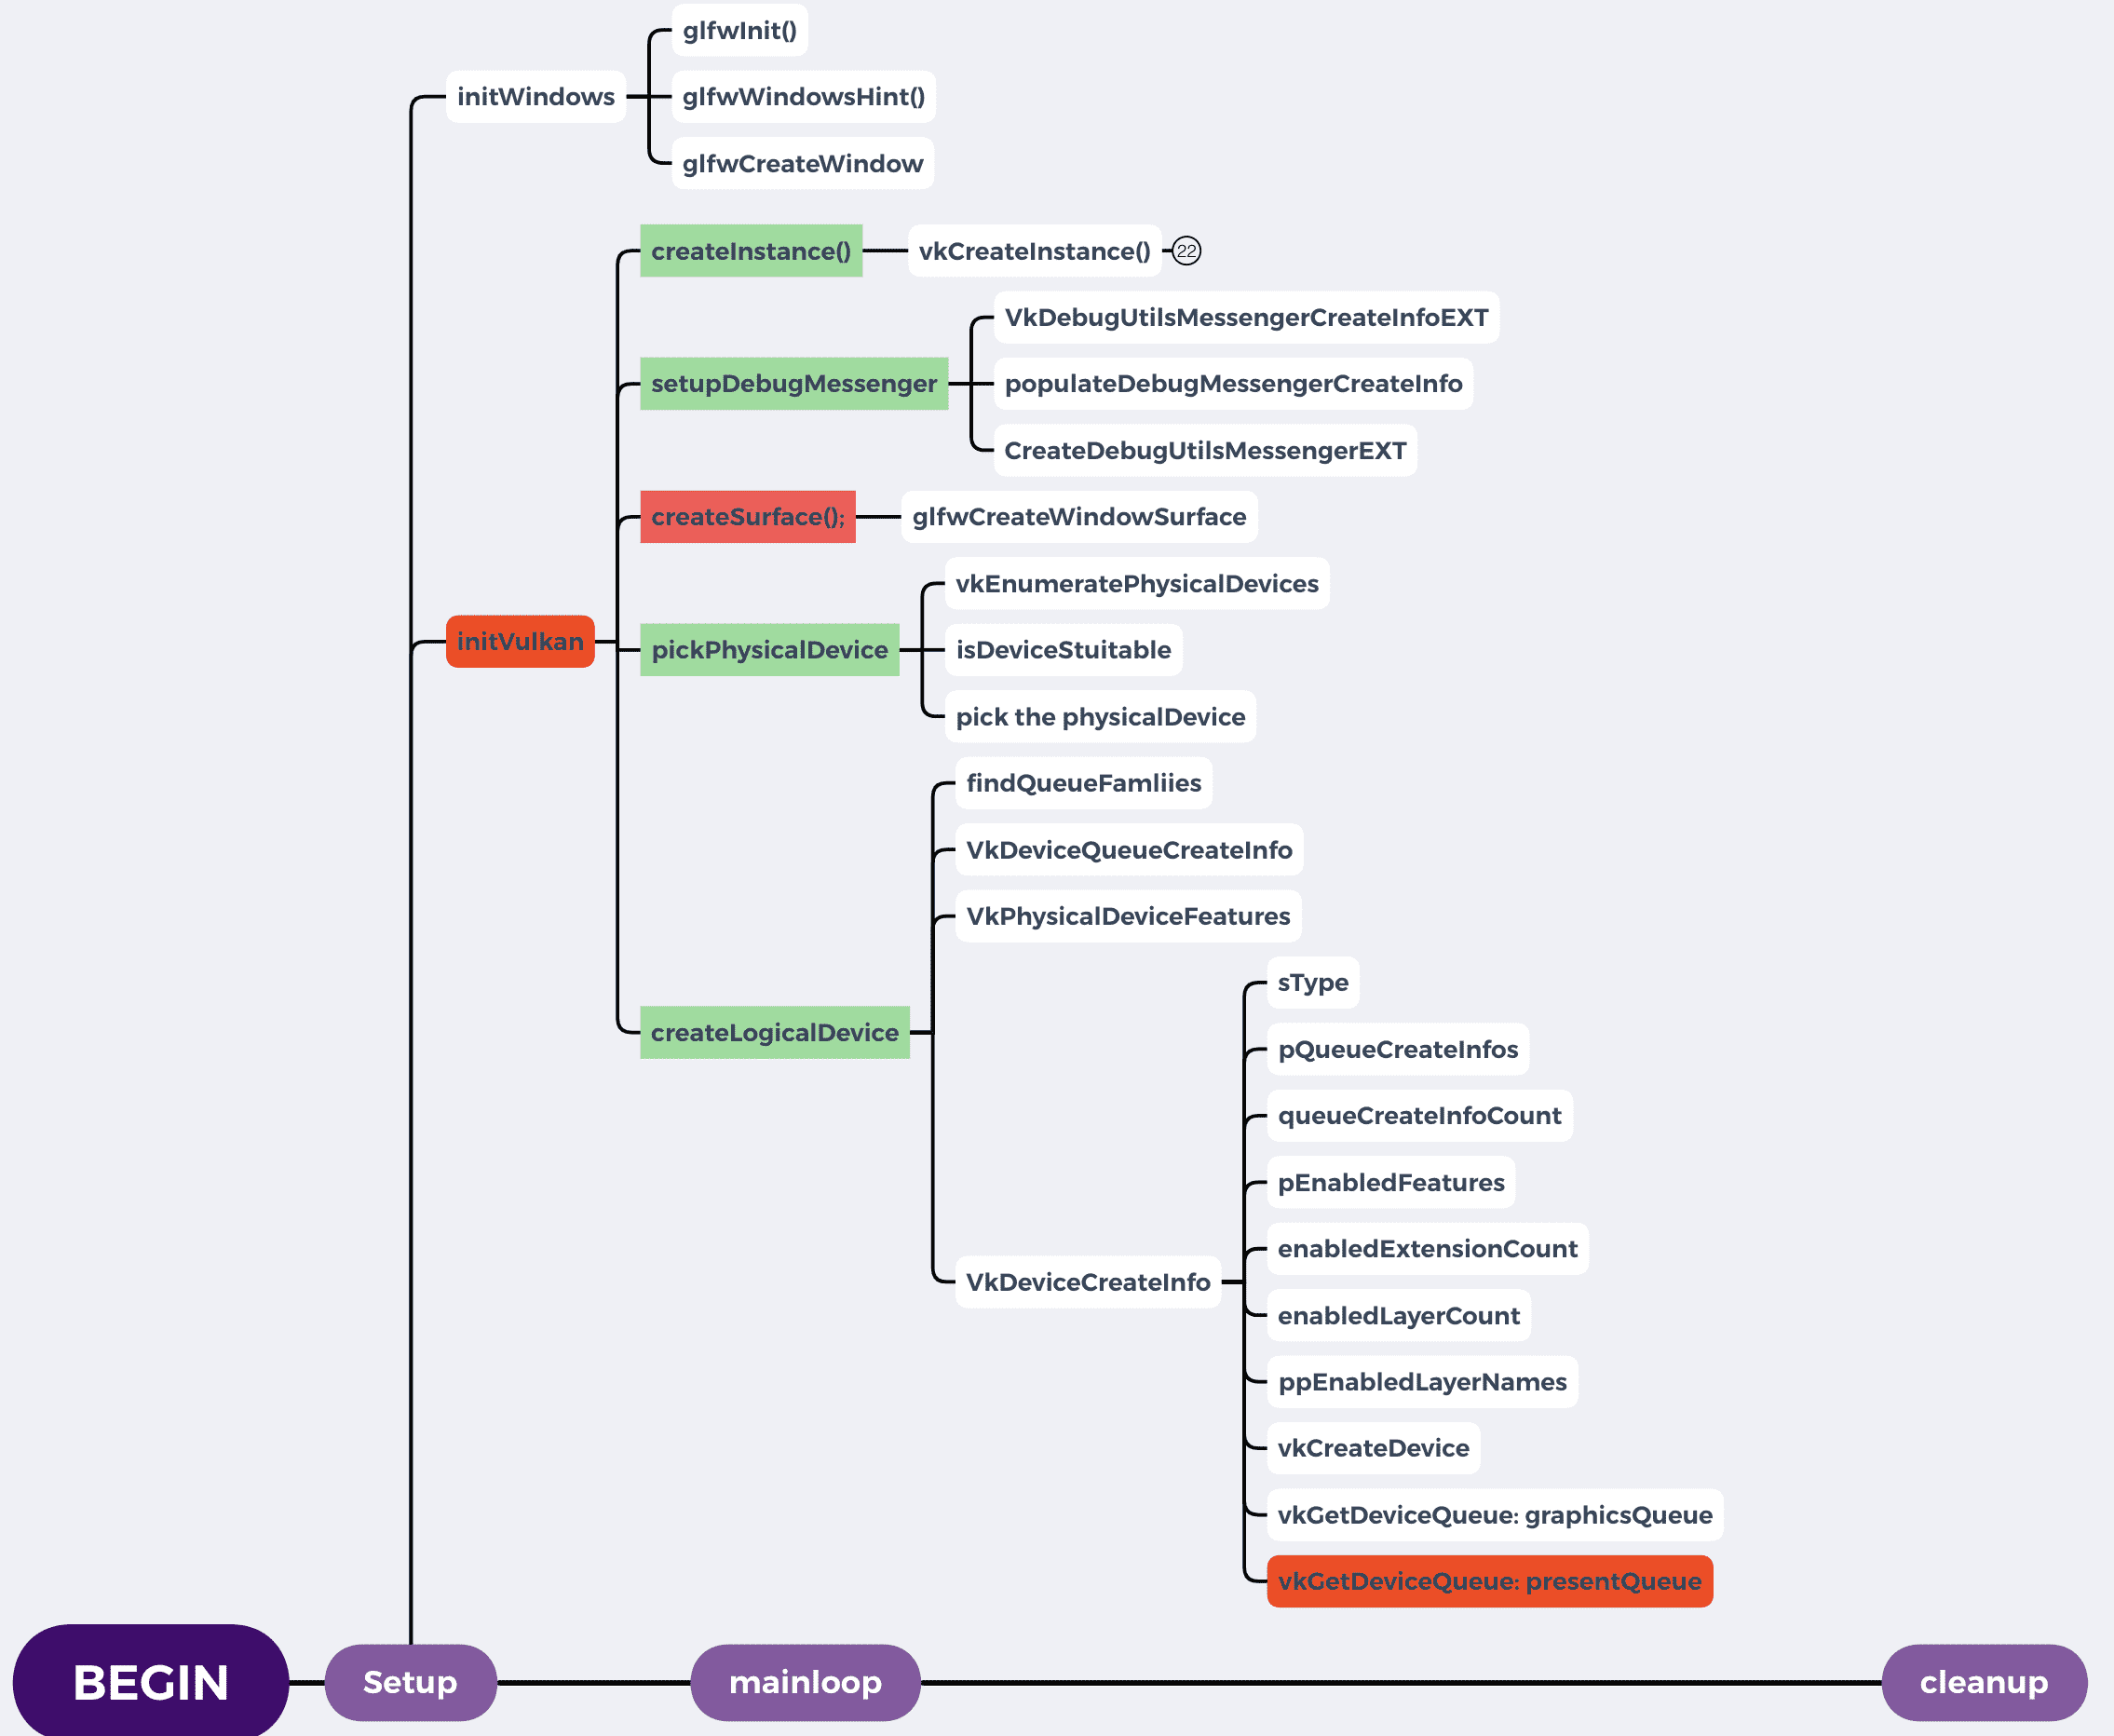 glfwInit()
initWindows
glfwWindowsHint()
glfwCreateWindow
createInstance()
vkCreateInstance()
22
VkDebugUtilsMessengerCreateInfoEXT
setupDebugMessenger
populateDebugMessengerCreateInfo
CreateDebugUtilsMessengerEXT
createSurface();
glfwCreateWindowSurface
vkEnumeratePhysicalDevices
initVulkan
pickPhysicalDevice
isDeviceStuitable
pick the physicalDevice
findQueueFamliies
VkDeviceQueueCreateInfo
VkPhysicalDeviceFeatures
sType
createLogicalDevice
pQueueCreateInfos
queueCreateInfoCount
pEnabledFeatures
enabledExtensionCount
VkDeviceCreateInfo
enabledLayerCount
ppEnabledLayerNames
vkCreateDevice
vkGetDeviceQueue: graphicsQueue
vkGetDeviceQueue: presentQueue
BEGIN
Setup
mainloop
cleanup